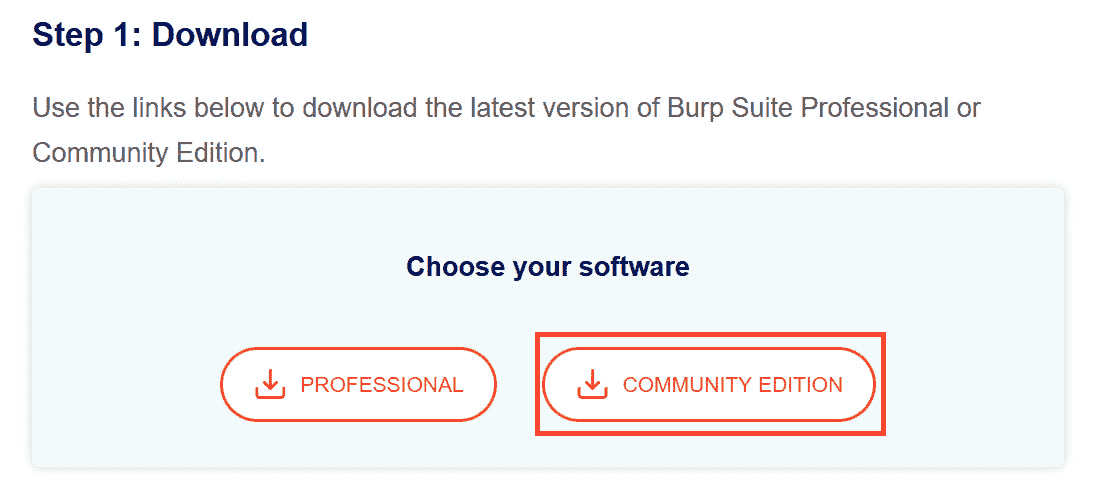 Step 1: Download
Use the links below to download the latest version of Burp Suite Professional or
Community Edition.
Choose your software
PROFESSIONAL
COMMUNITY EDITION